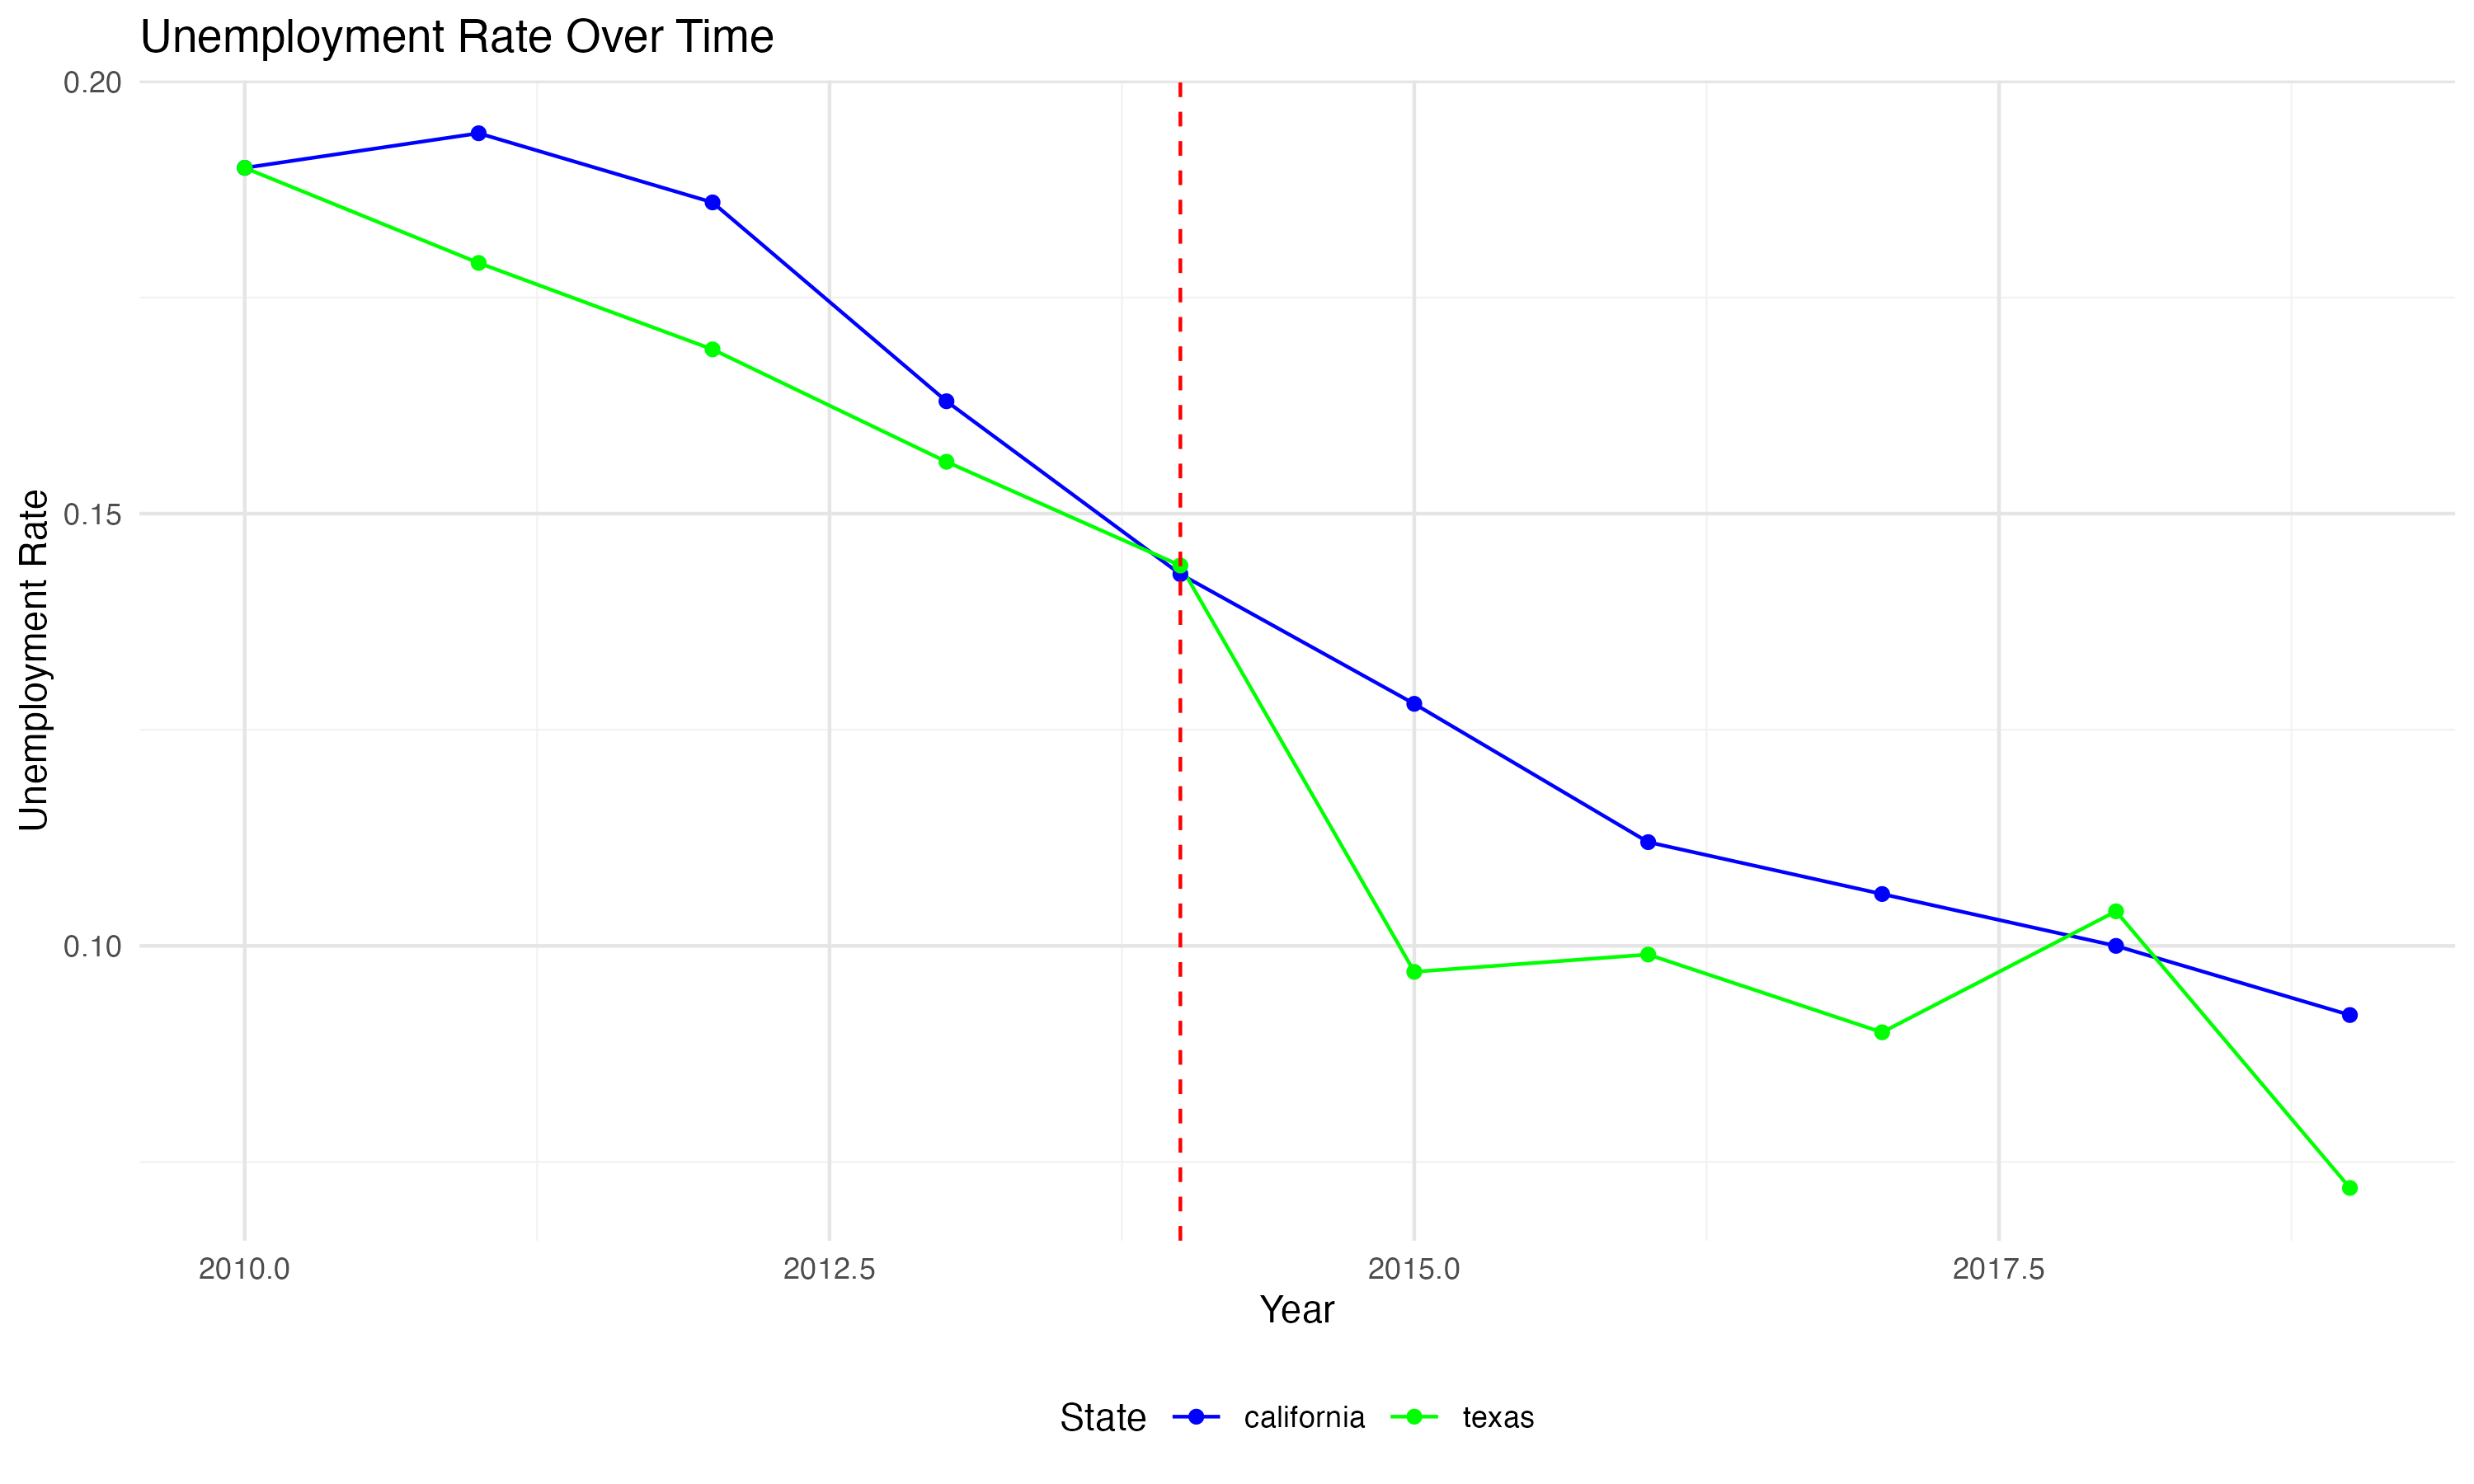 Unemployment Rate Over Time
0.20
0.15
0.10
Unemployment Rate
2010.0 2012.5 2015.0 2017.5
Year
State california texas